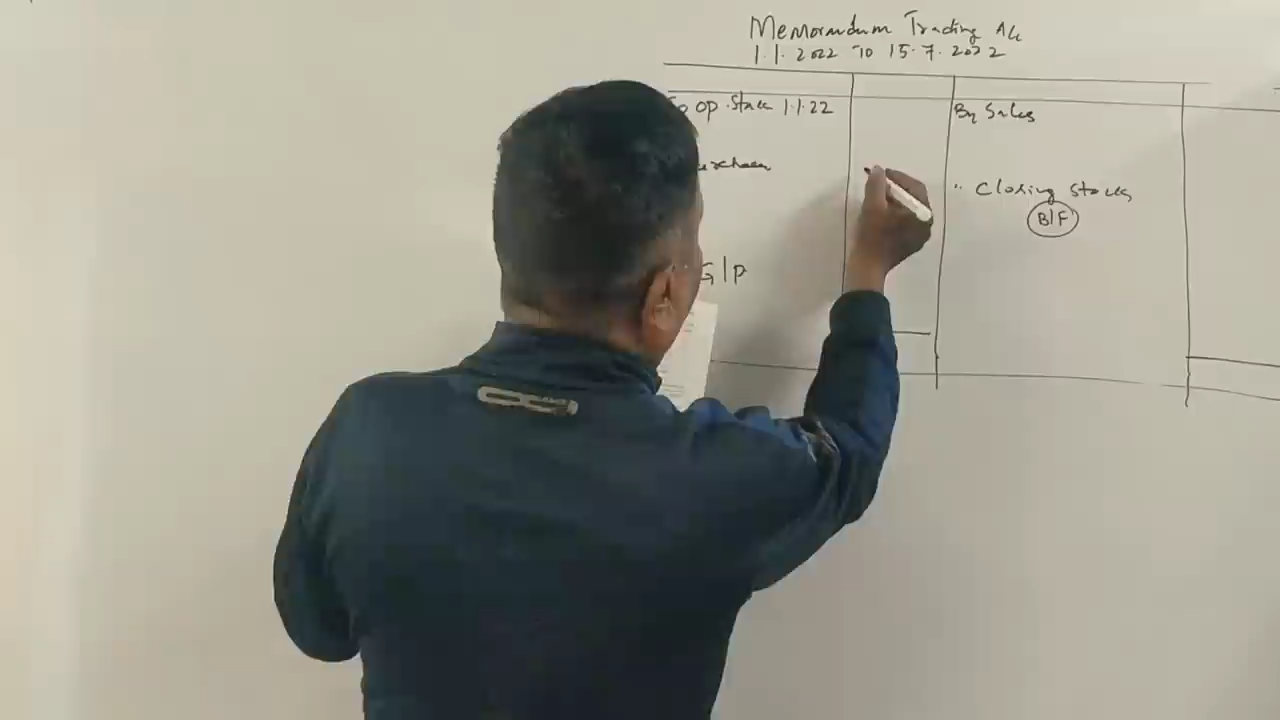 Memorandum Trading A/c
1.1.2022 To 15.7.2022
op. Stock 1.1.22
By Sales
" Closing Stock
B/F
G/P